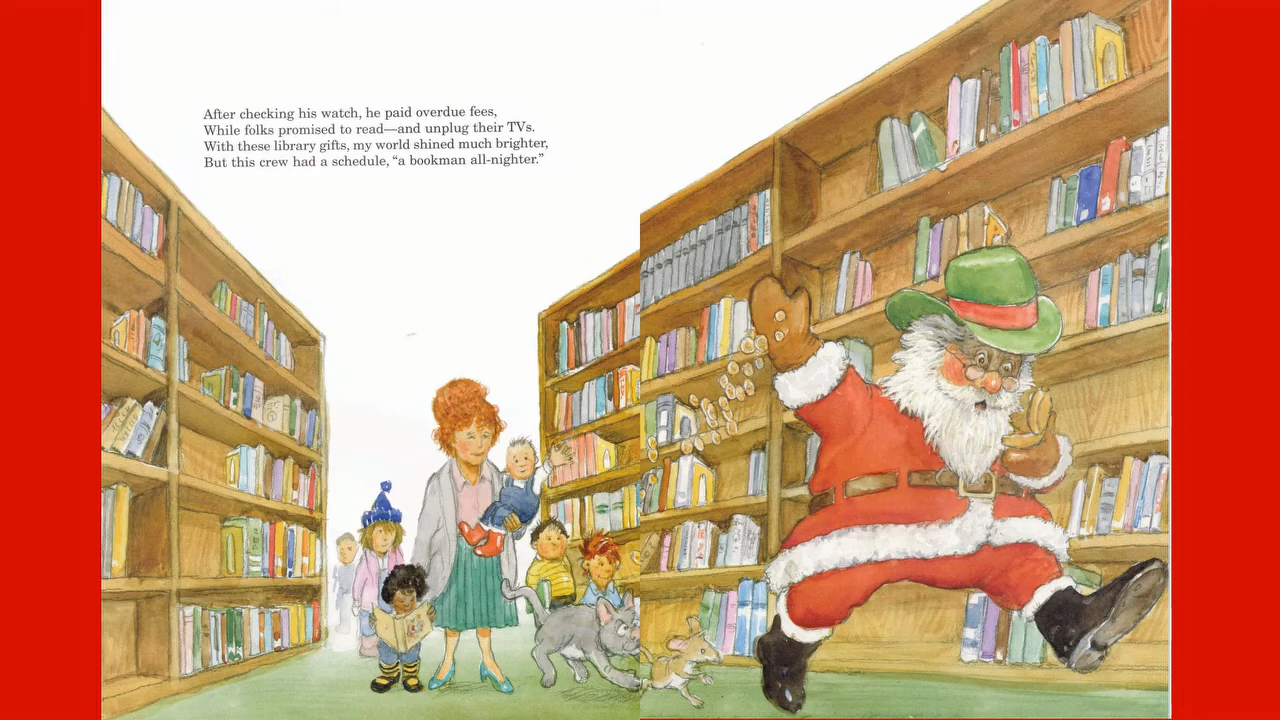 After checking his watch, he paid overdue fees,
While folks promised to read—and unplug their TVs.
With these library gifts, my world shined much brighter,
But this crew had a schedule, “a bookman all-nighter.”